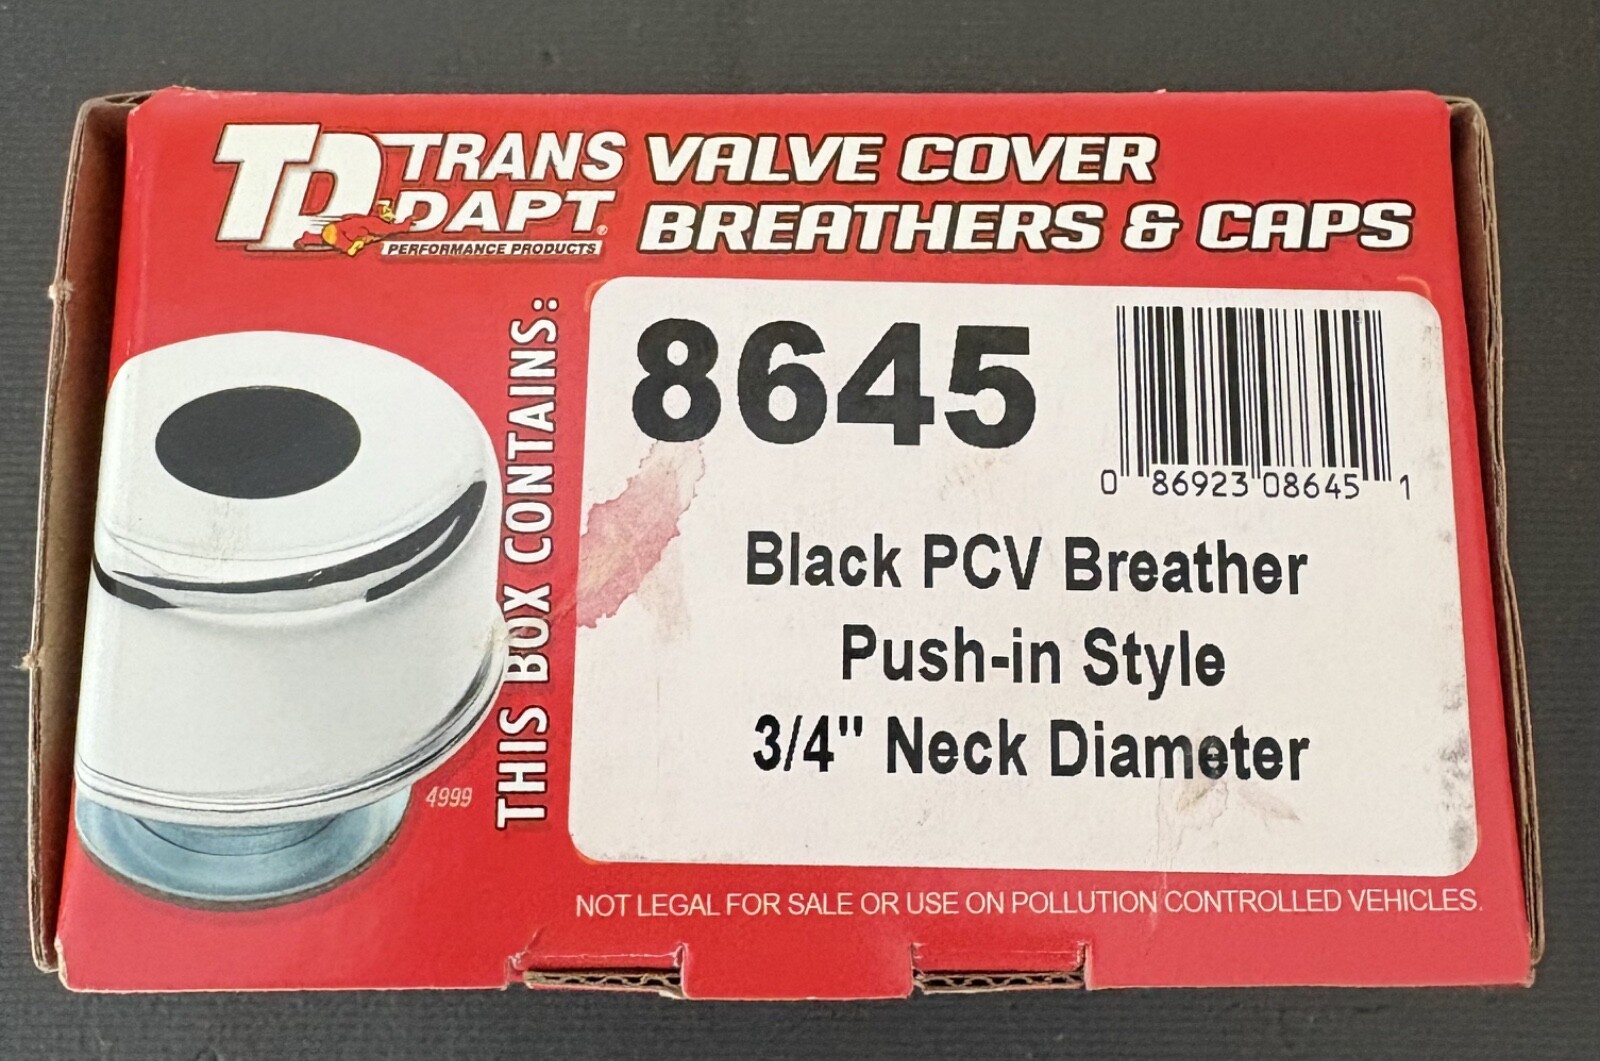 TD TRANS DAPT®
PERFORMANCE PRODUCTS
VALVE COVER
BREATHERS & CAPS
THIS BOX CONTAINS:
8645
0 86923 08645 1
Black PCV Breather
Push-in Style
3/4" Neck Diameter
4999
NOT LEGAL FOR SALE OR USE ON POLLUTION CONTROLLED VEHICLES.